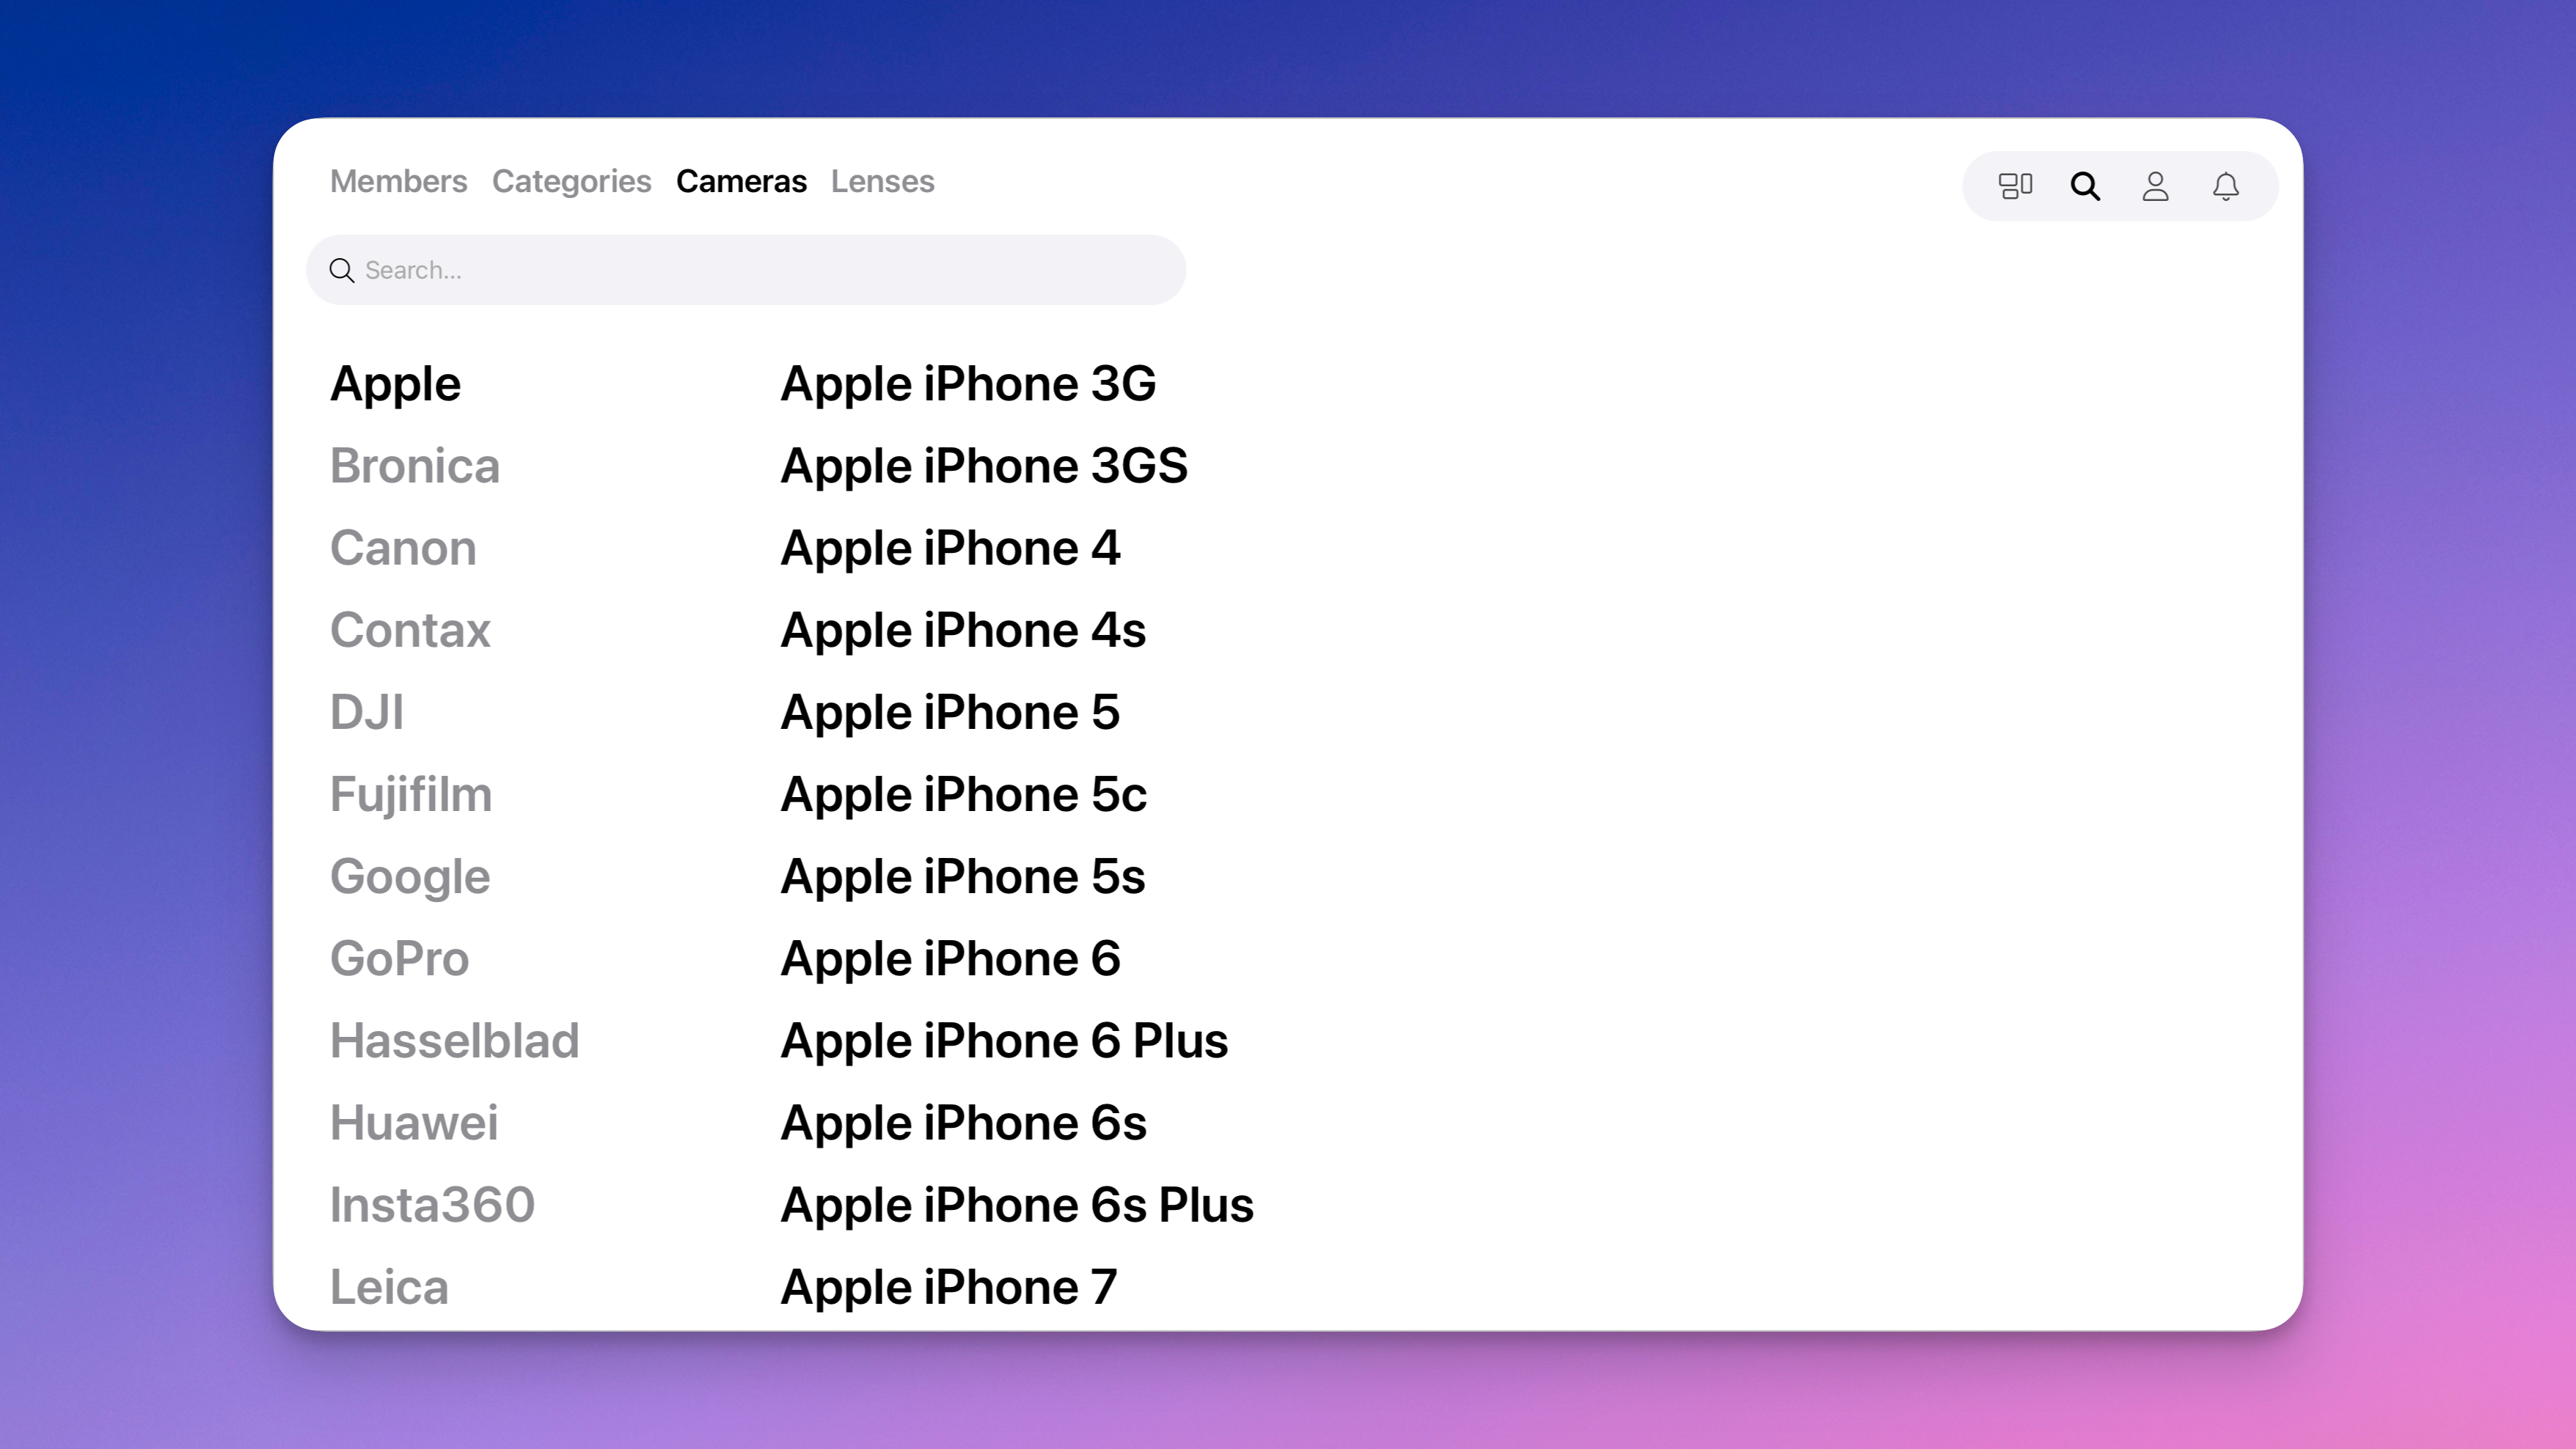 Members Categories Cameras Lenses
Search...
Apple
Bronica
Canon
Contax
DJI
Fujifilm
Google
GoPro
Hasselblad
Huawei
Insta360
Leica
Apple iPhone 3G
Apple iPhone 3GS
Apple iPhone 4
Apple iPhone 4s
Apple iPhone 5
Apple iPhone 5c
Apple iPhone 5s
Apple iPhone 6
Apple iPhone 6 Plus
Apple iPhone 6s
Apple iPhone 6s Plus
Apple iPhone 7